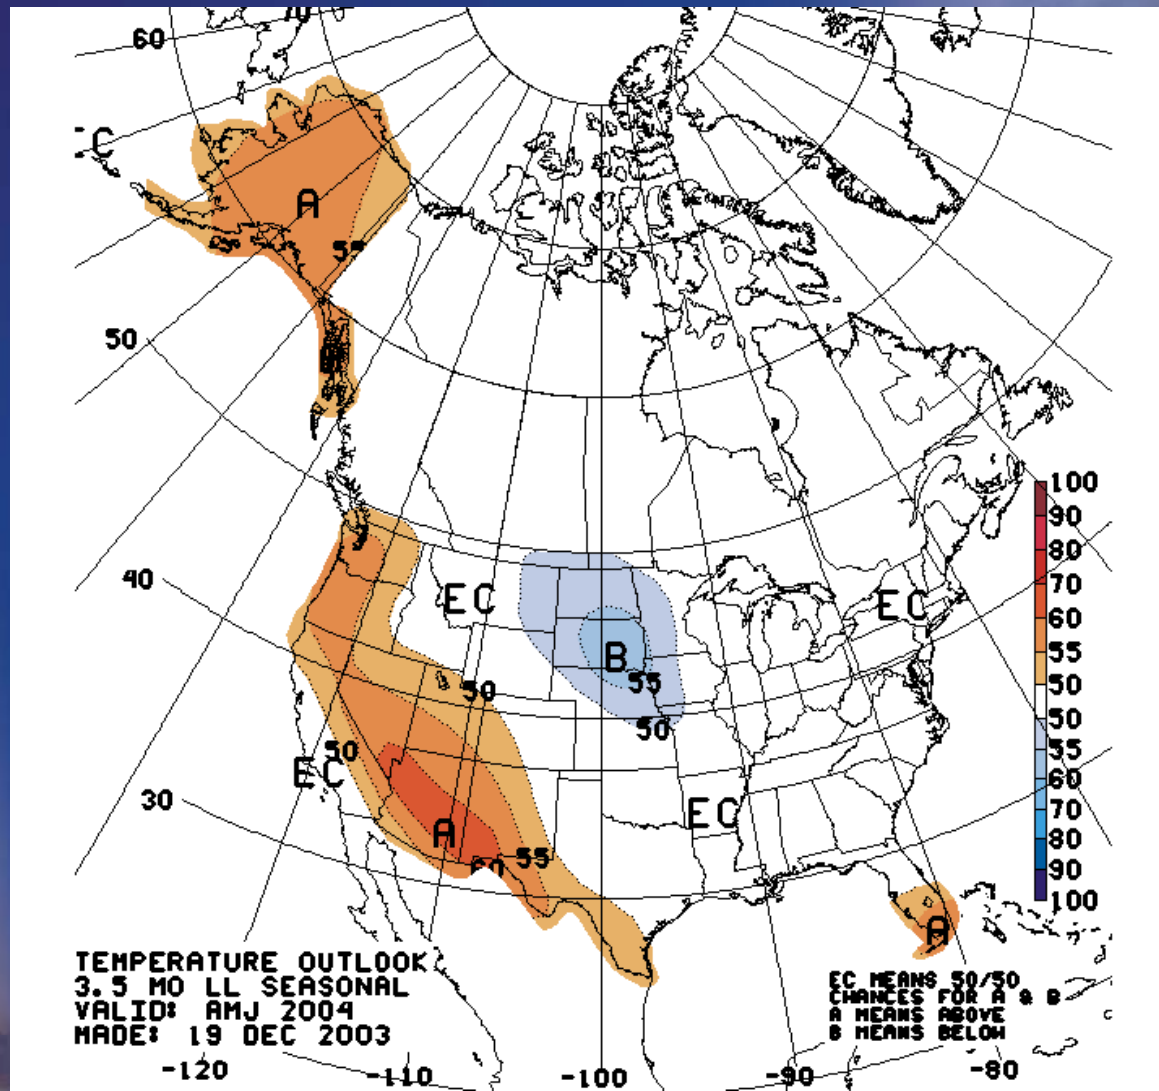 70
60
EC
A
55
50
100
90
80
70
40
EC
EC
60
55
B
50
50
55
50
50
55
60
EC
30
EC
70
80
A
55
60
90
100
A
TEMPERATURE OUTLOOK
3.5 MO LL SEASONAL
VALID: AMJ 2004
MADE: 19 DEC 2003
EC MEANS 50/50
CHANCES FOR A & B
A MEANS ABOVE
B MEANS BELOW
-120
-110
-100
-90
-80